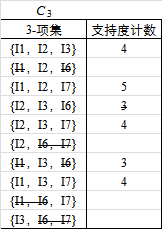 C3
3-项集 支持度计数
{I1, I2, I3} 4
{I1, I2, I6}
{I1, I2, I7} 5
{I2, I3, I6} 3
{I2, I3, I7} 4
{I2, I6, I7}
{I1, I3, I6} 3
{I1, I3, I7} 4
{I1, I6, I7}
{I3, I6, I7}